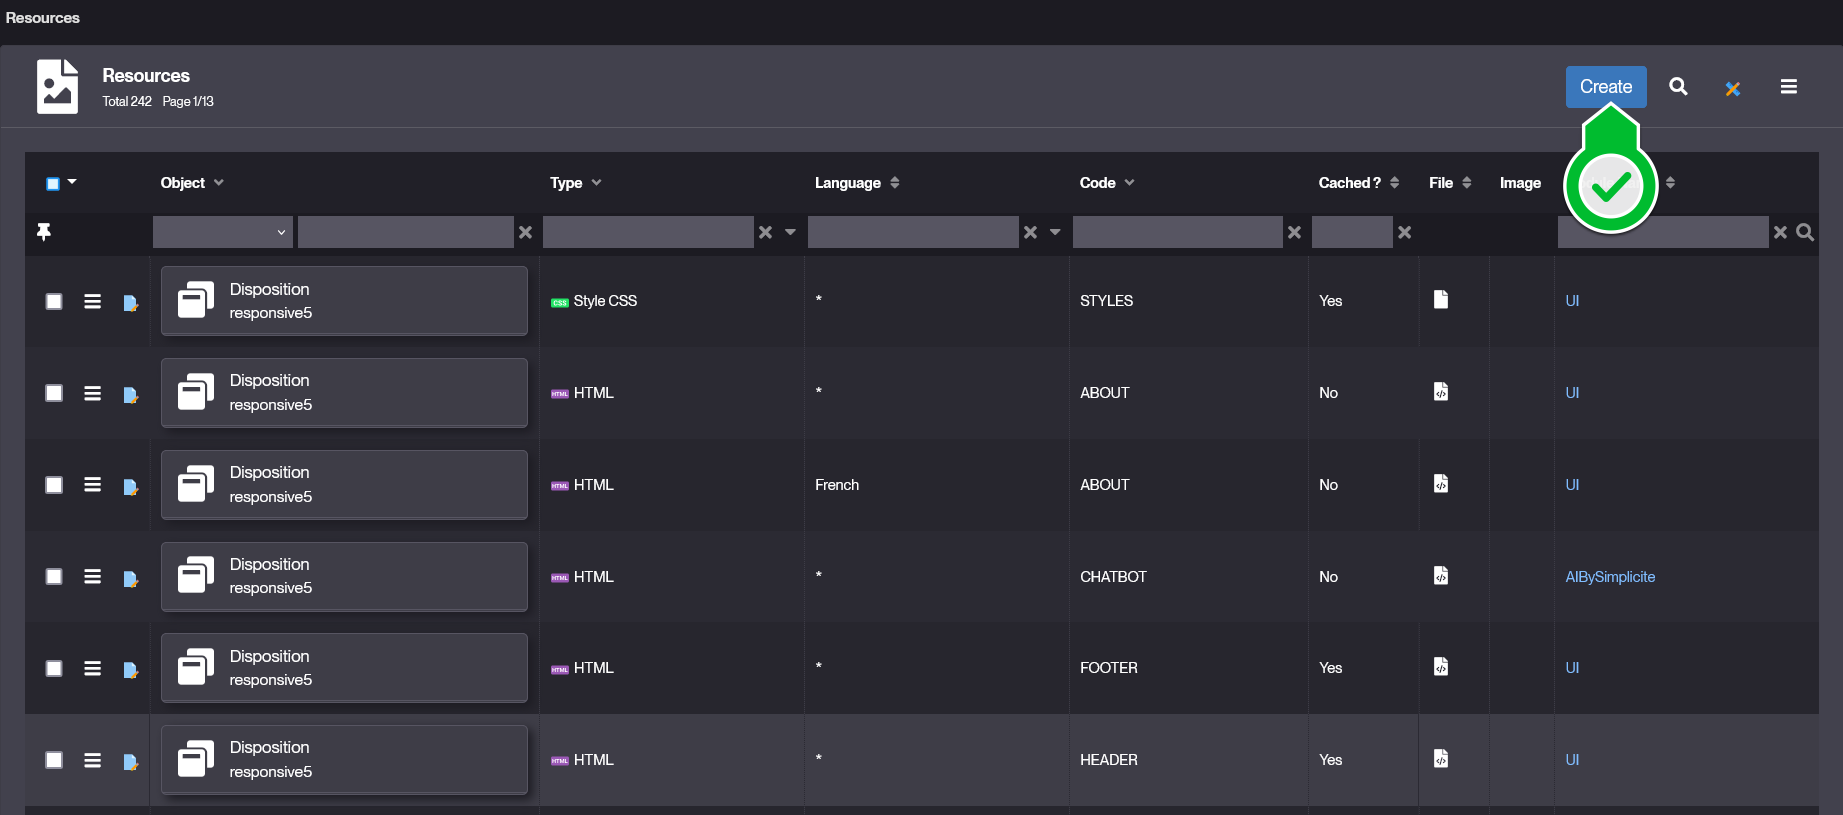 Resources
Resources
Total 242 Page 1/13
Create
Object Type Language Code Cached ? File Image
Disposition
responsive5
CSS Style CSS * STYLES Yes UI
Disposition
responsive5
HTML HTML * ABOUT No UI
Disposition
responsive5
HTML HTML French ABOUT No UI
Disposition
responsive5
HTML HTML * CHATBOT No AIBySimplicite
Disposition
responsive5
HTML HTML * FOOTER Yes UI
Disposition
responsive5
HTML HTML * HEADER Yes UI